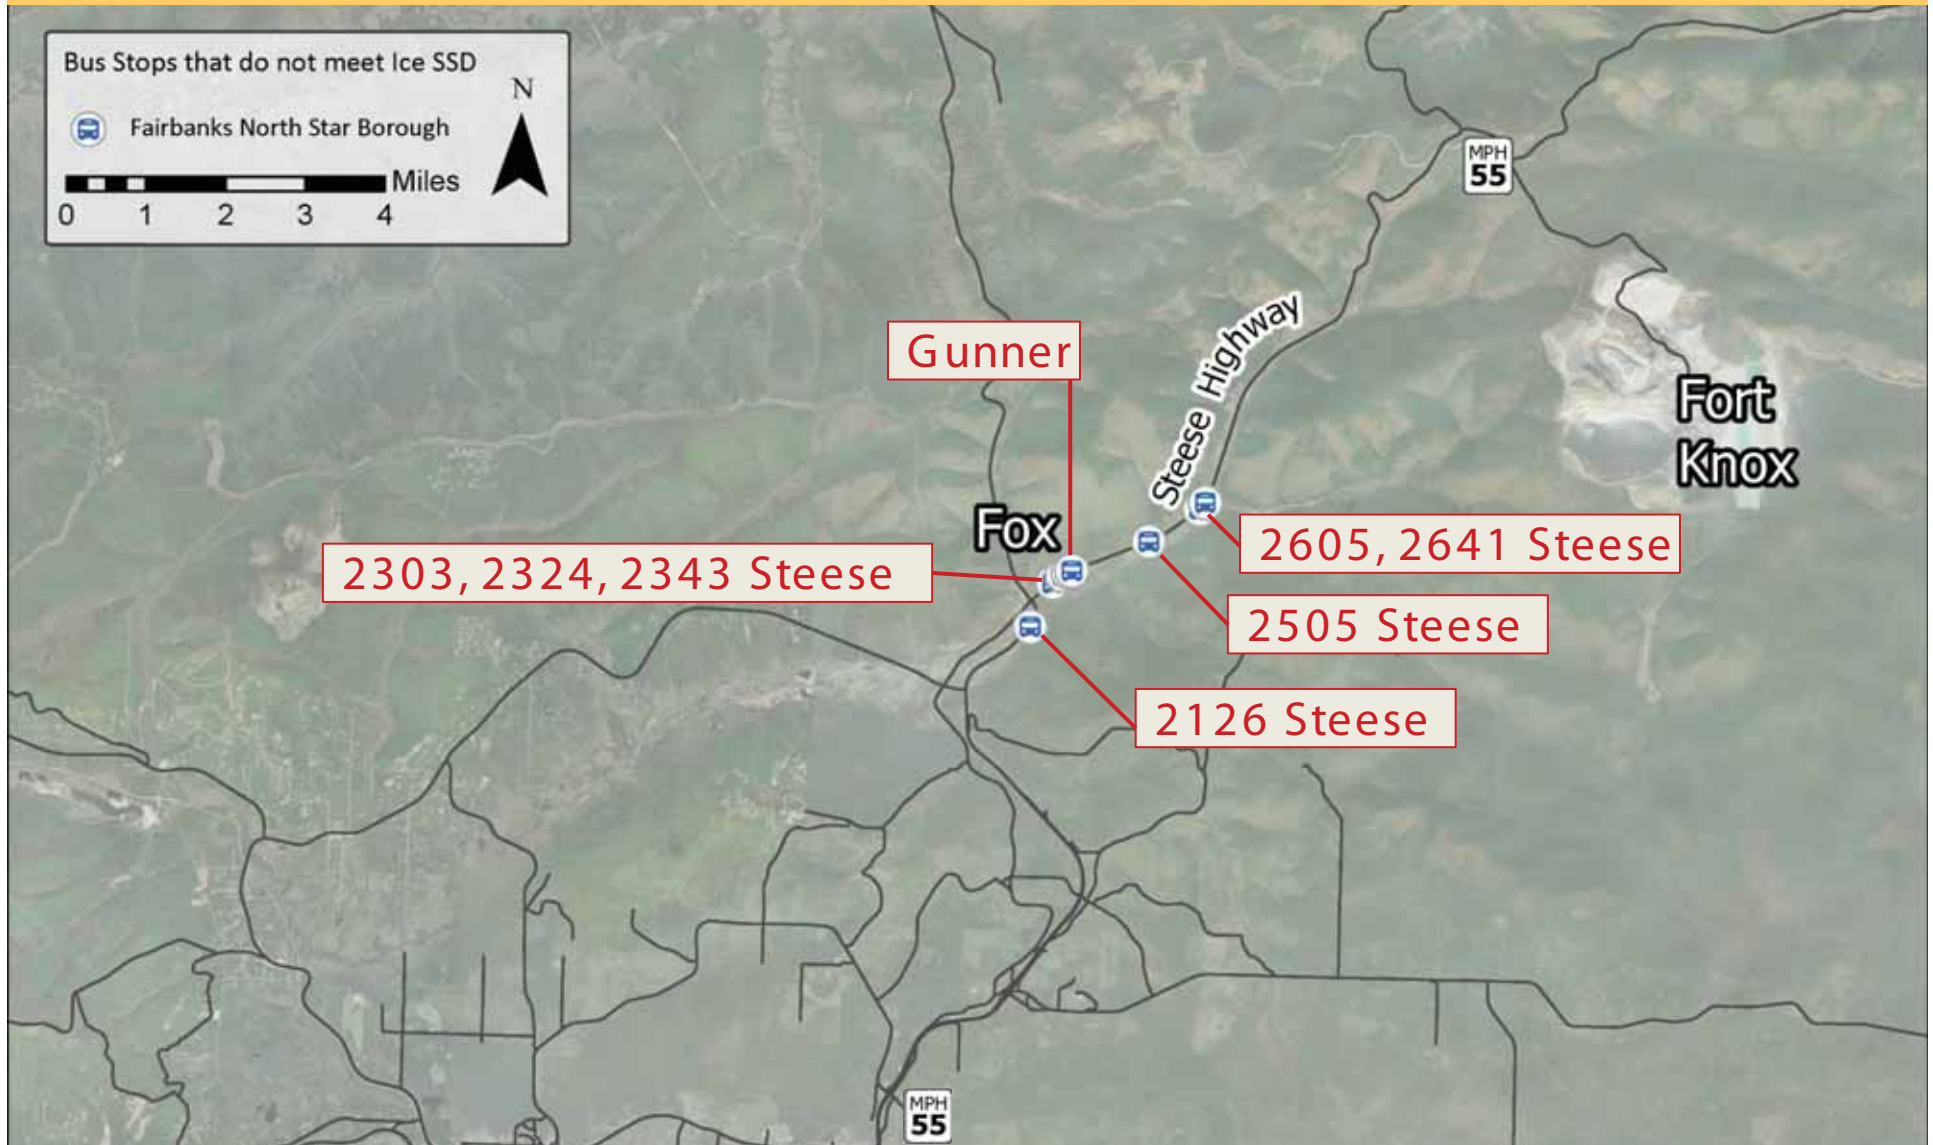 Bus Stops that do not meet Ice SSD
N
Fairbanks North Star Borough
Miles
0 1 2 3 4
MPH
55
Steese Highway
Gunner
Fort
Knox
Fox
2605, 2641 Steese
2303, 2324, 2343 Steese
2505 Steese
2126 Steese
MPH
55